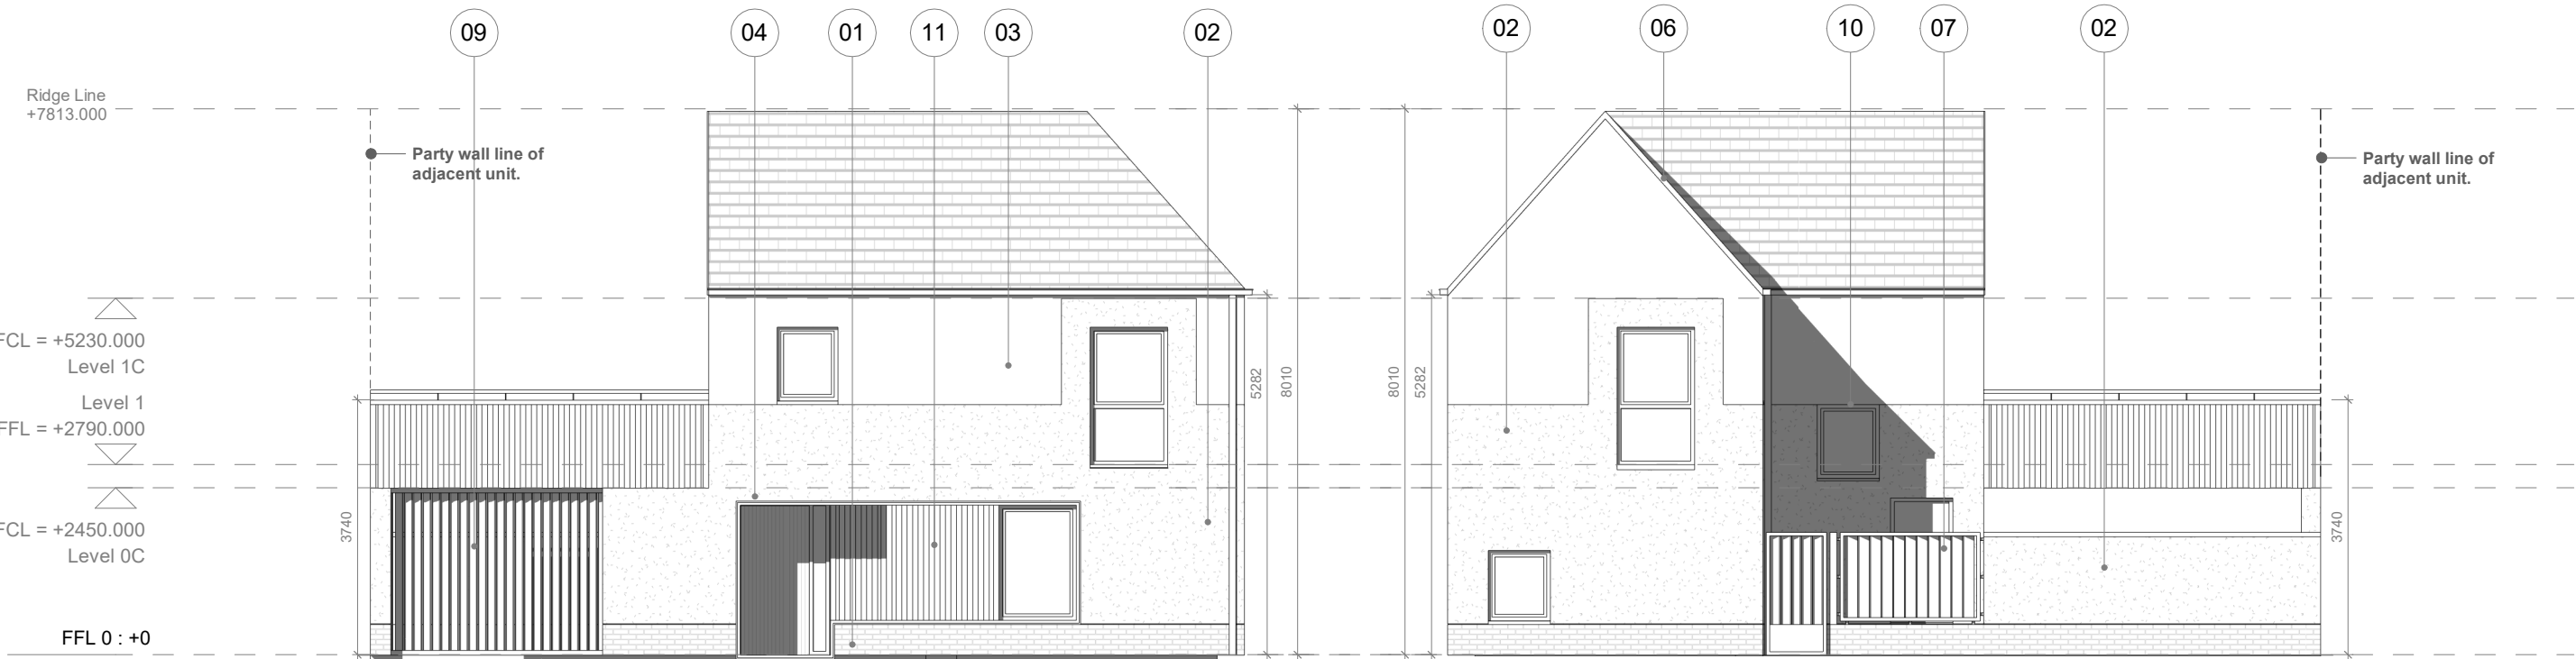 09
04
01
11
03
02
02
06
10
07
02
Ridge Line
+7813.000
Party wall line of
adjacent unit.
Party wall line of
adjacent unit.
FCL = +5230.000
Level 1C
Level 1
FFL = +2790.000
FCL = +2450.000
Level 0C
FFL 0 : +0
3740
5282
8010
8010
5282
3740